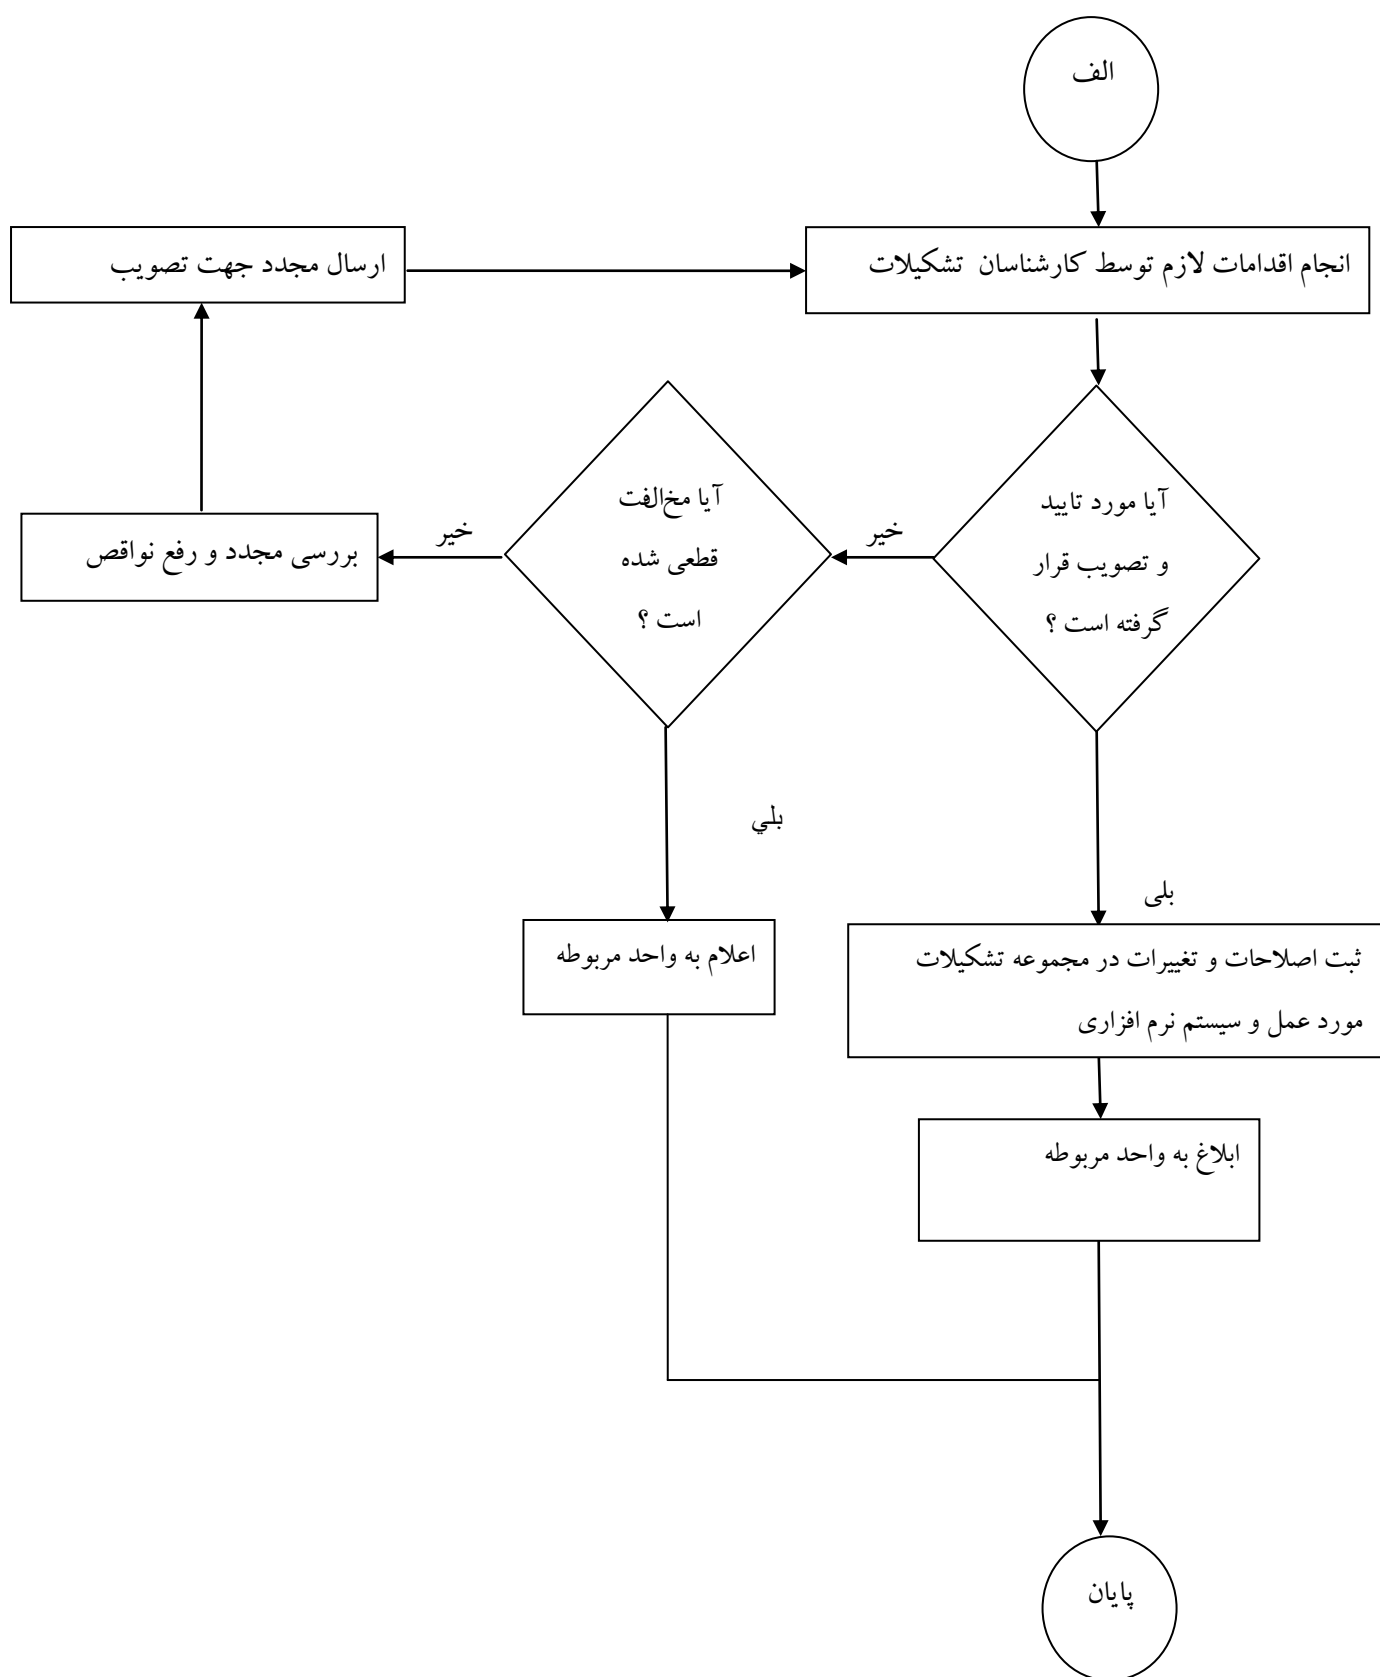 الف
انجام اقدامات لازم توسط کارشناسان تشکیلات
ارسال مجدد جهت تصویب
آیا مورد تایید
و تصویب قرار
گرفته است ؟
خیر
آیا مخالفت
قطعی شده
است ؟
خیر
بررسی مجدد و رفع نواقص
بلي
بلی
ثبت اصلاحات و تغییرات در مجموعه تشکیلات
مورد عمل و سیستم نرم افزاری
اعلام به واحد مربوطه
ابلاغ به واحد مربوطه
پایان